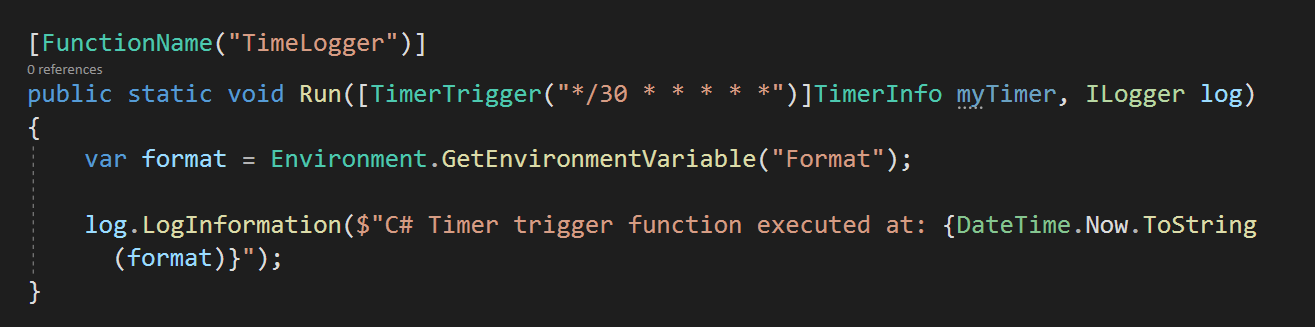 [FunctionName("TimeLogger")]
0 references
public static void Run([TimerTrigger("*/30 * * * * *")]TimerInfo myTimer, ILogger log)
{
var format = Environment.GetEnvironmentVariable("Format");
log.LogInformation($"C# Timer trigger function executed at: {DateTime.Now.ToString
(format)}");
}